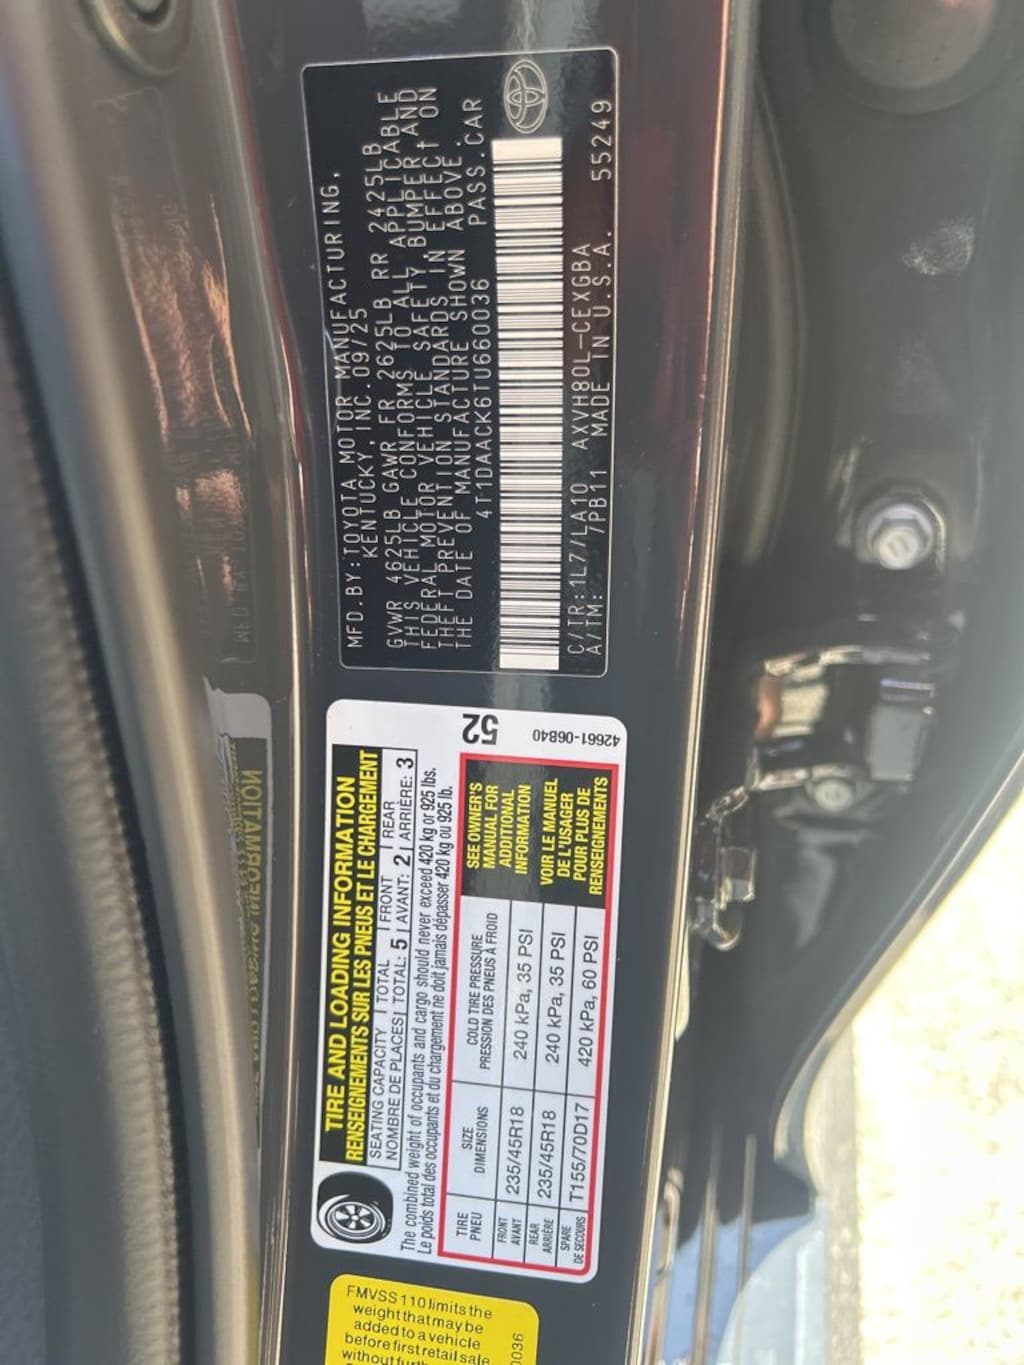 MFD.BY:TOYOTA MOTOR MANUFACTURING,
KENTUCKY,INC.09/25
GVWR 4625LB GAWR FR 2625LB RR 2425LB
THIS VEHICLE CONFORMS TO ALL APPLICABLE
FEDERAL MOTOR VEHICLE SAFETY,BUMPER,AND
THEFT PREVENTION STANDARDS IN EFFECT ON
THE DATE OF MANUFACTURE SHOWN ABOVE.
4T1DAACK6TU660036 PASS.CAR
C/TR:1L7/LA10 AXVH80L-CEXGBA
A/TM: /PB11 MADE IN U.S.A. 55249
TIRE AND LOADING INFORMATION
RENSEIGNEMENTS SUR LES PNEUS ET LE CHARGEMENT
SEATING CAPACITY | TOTAL | FRONT | REAR
NOMBRE DE PLACES | TOTAL: 5 | AVANT: 2 | ARRIÈRE: 3
The combined weight of occupants and cargo should never exceed 420 kg or 925 lbs.
Le poids total des occupants et du chargement ne doit jamais dépasser 420 kg ou 925 lb.
TIRE
PNEU
SIZE
DIMENSIONS
COLD TIRE PRESSURE
PRESSION DES PNEUS À FROID
FRONT
AVANT
235/45R18
240 kPa, 35 PSI
REAR
ARRIÈRE
235/45R18
240 kPa, 35 PSI
SPARE
DE SECOURS
T155/70D17
420 kPa, 60 PSI
SEE OWNER'S
MANUAL FOR
ADDITIONAL
INFORMATION
VOIR LE MANUEL
DE L'USAGER
POUR PLUS DE
RENSEIGNEMENTS
52
42661-06B40
FMVSS 110 limits the
weight that may be
added to a vehicle
before first retail sale
without
0036